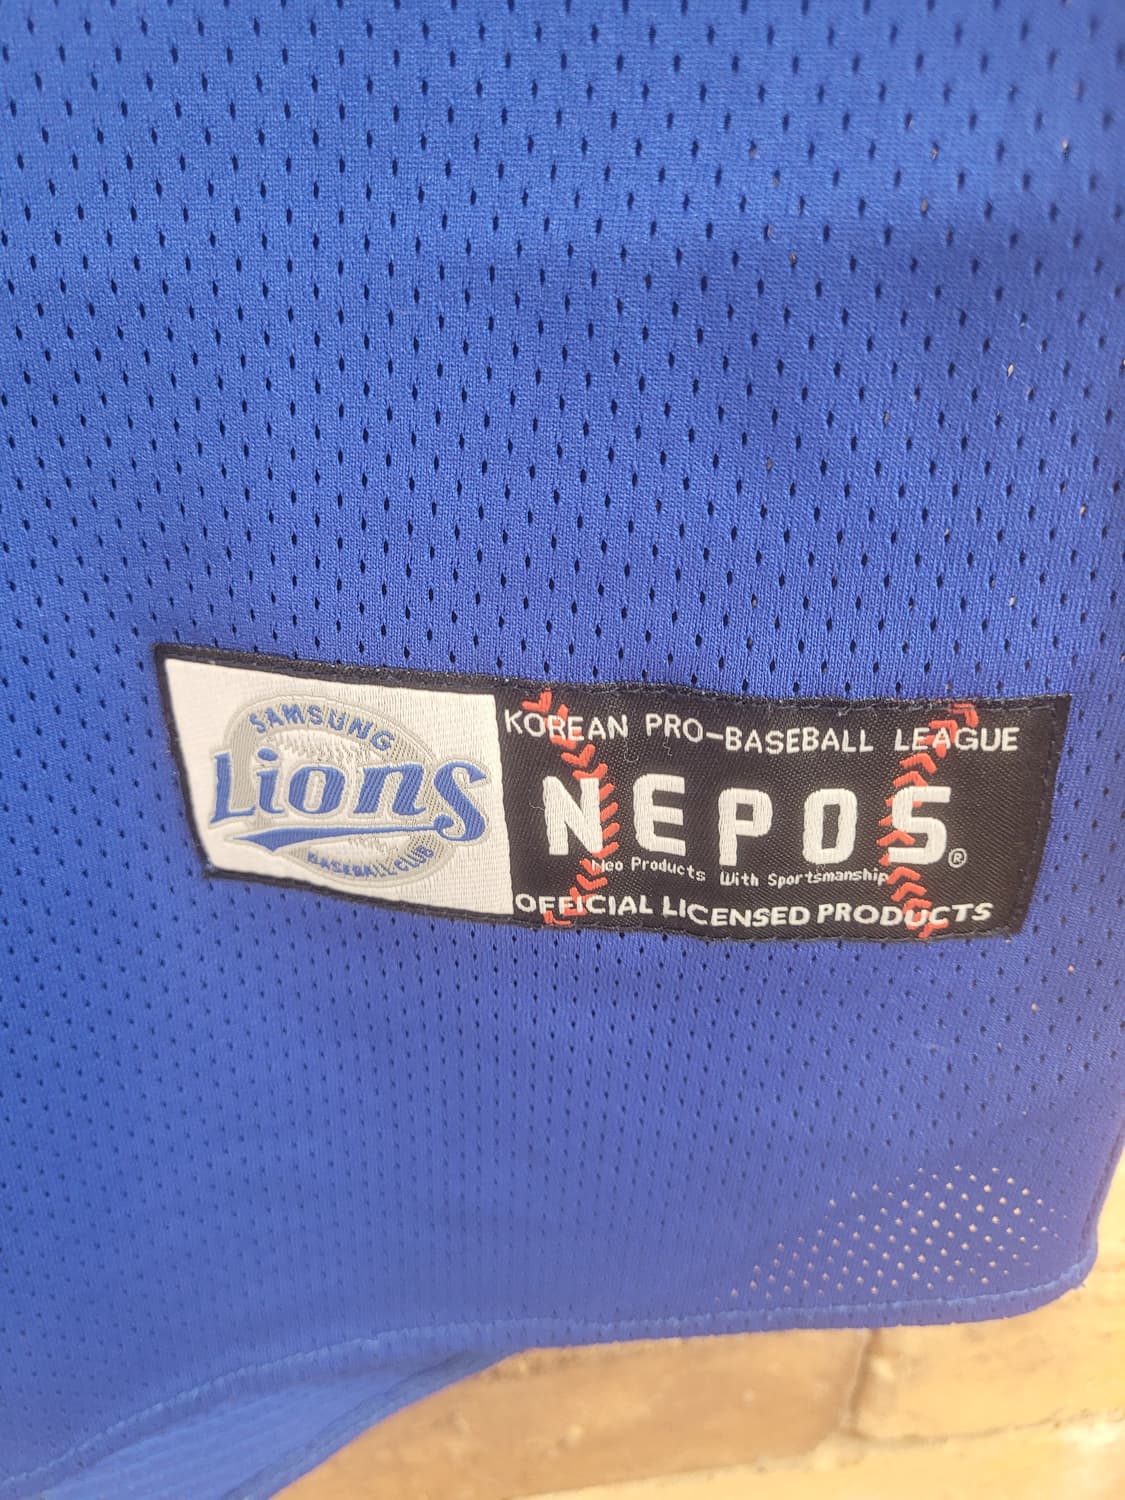 SAMSUNG
Lions
BASEBALL CLUB
KOREAN PRO-BASEBALL LEAGUE
NEPOS®
Neo Products With Sportsmanship
OFFICIAL LICENSED PRODUCTS